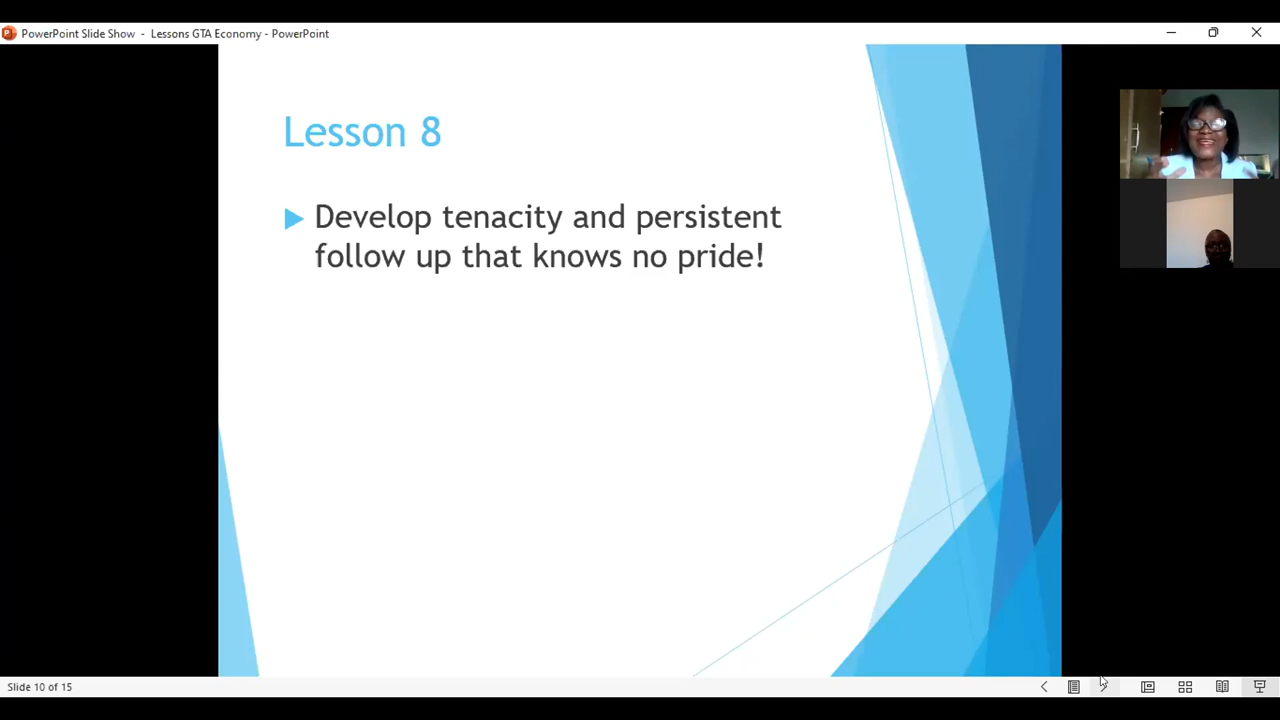 PowerPoint Slide Show - Lessons GTA Economy - PowerPoint
Lesson 8
Develop tenacity and persistent
follow up that knows no pride!
Slide 10 of 15